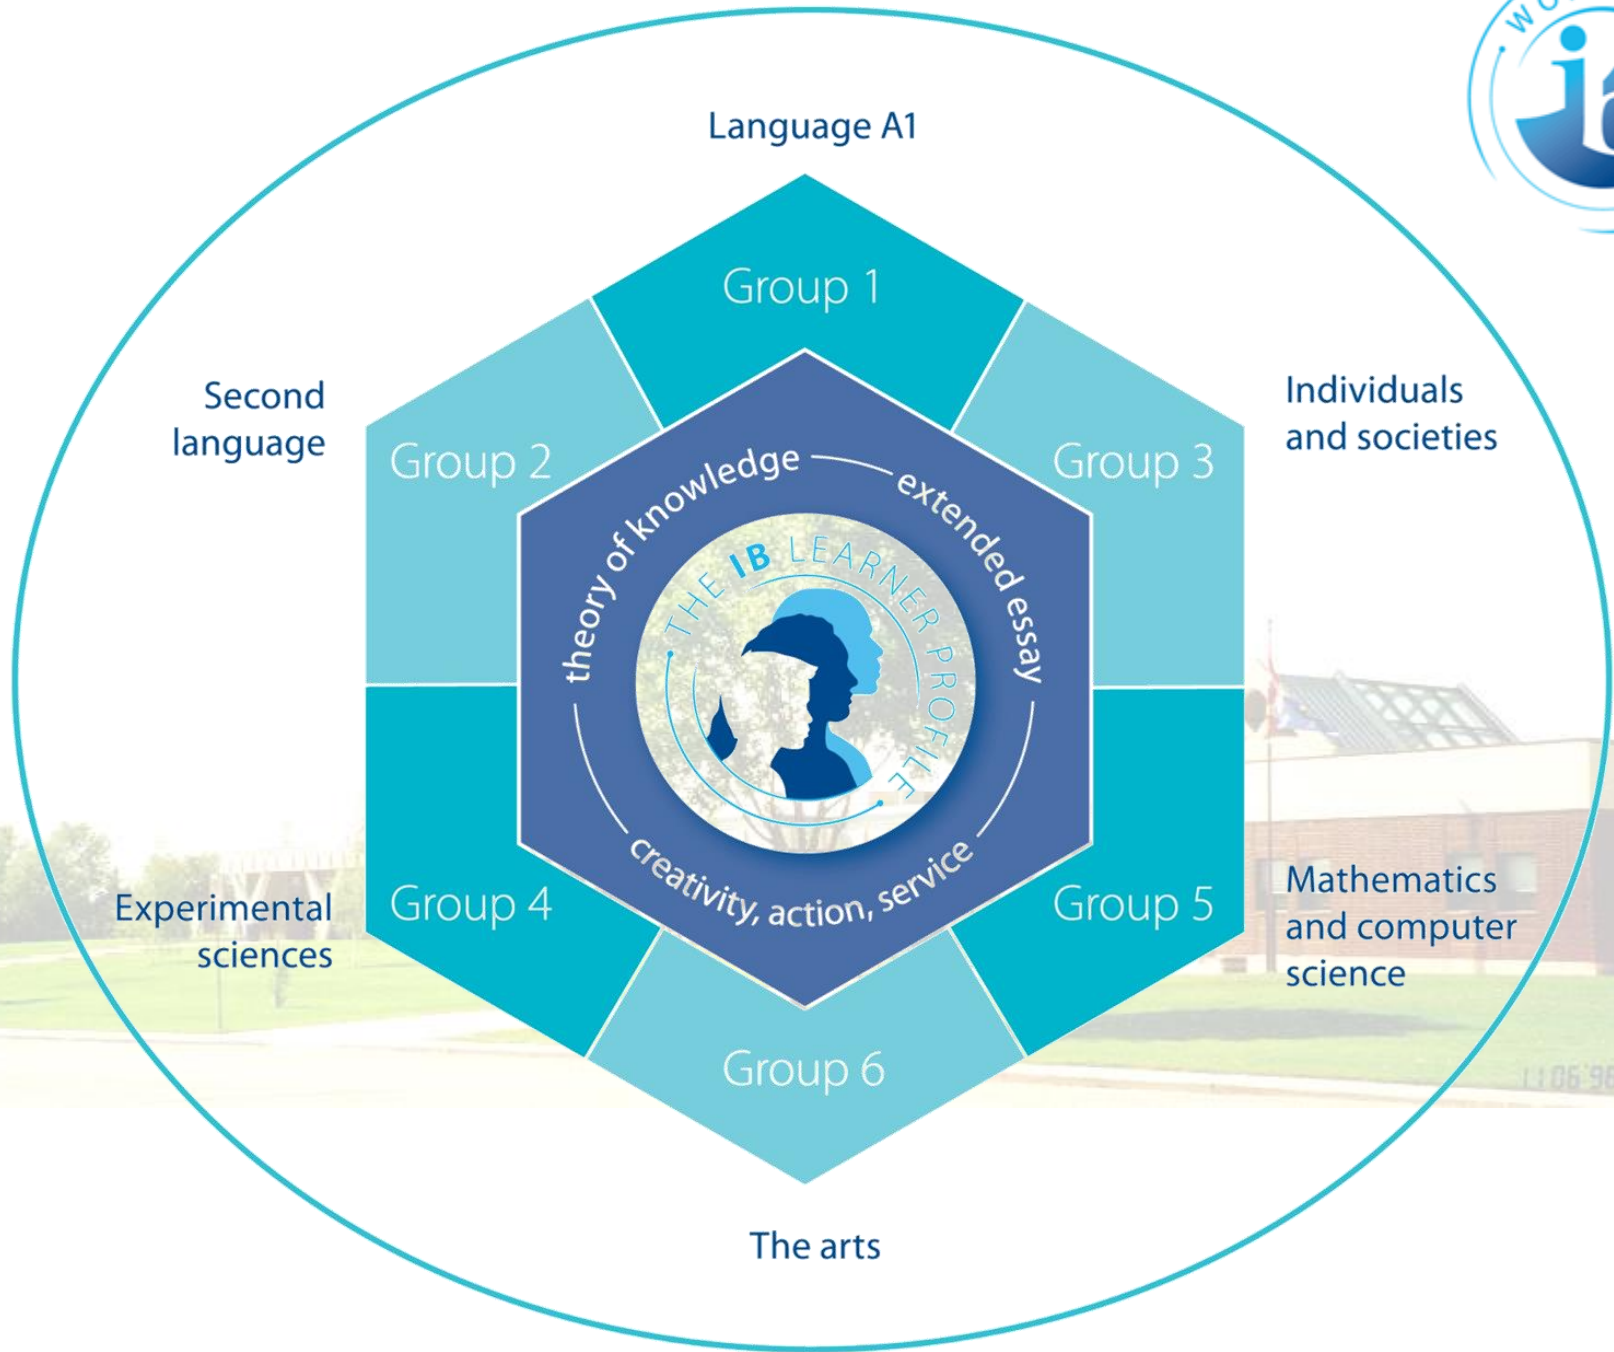 Language A1
Group 1
Second
language
Group 2
Group 3
Individuals
and societies
theory of knowledge
extended essay
THE IB LEARNER PROFILE
creativity, action, service
Experimental
sciences
Group 4
Group 5
Mathematics
and computer
science
Group 6
The arts